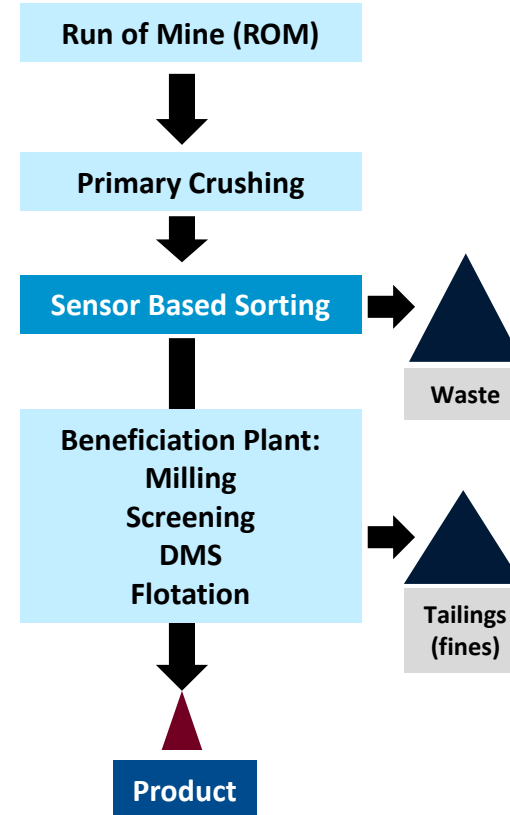 Run of Mine (ROM)
Primary Crushing
Sensor Based Sorting
Waste
Beneficiation Plant:
Milling
Screening
DMS
Flotation
Tailings
(fines)
Product